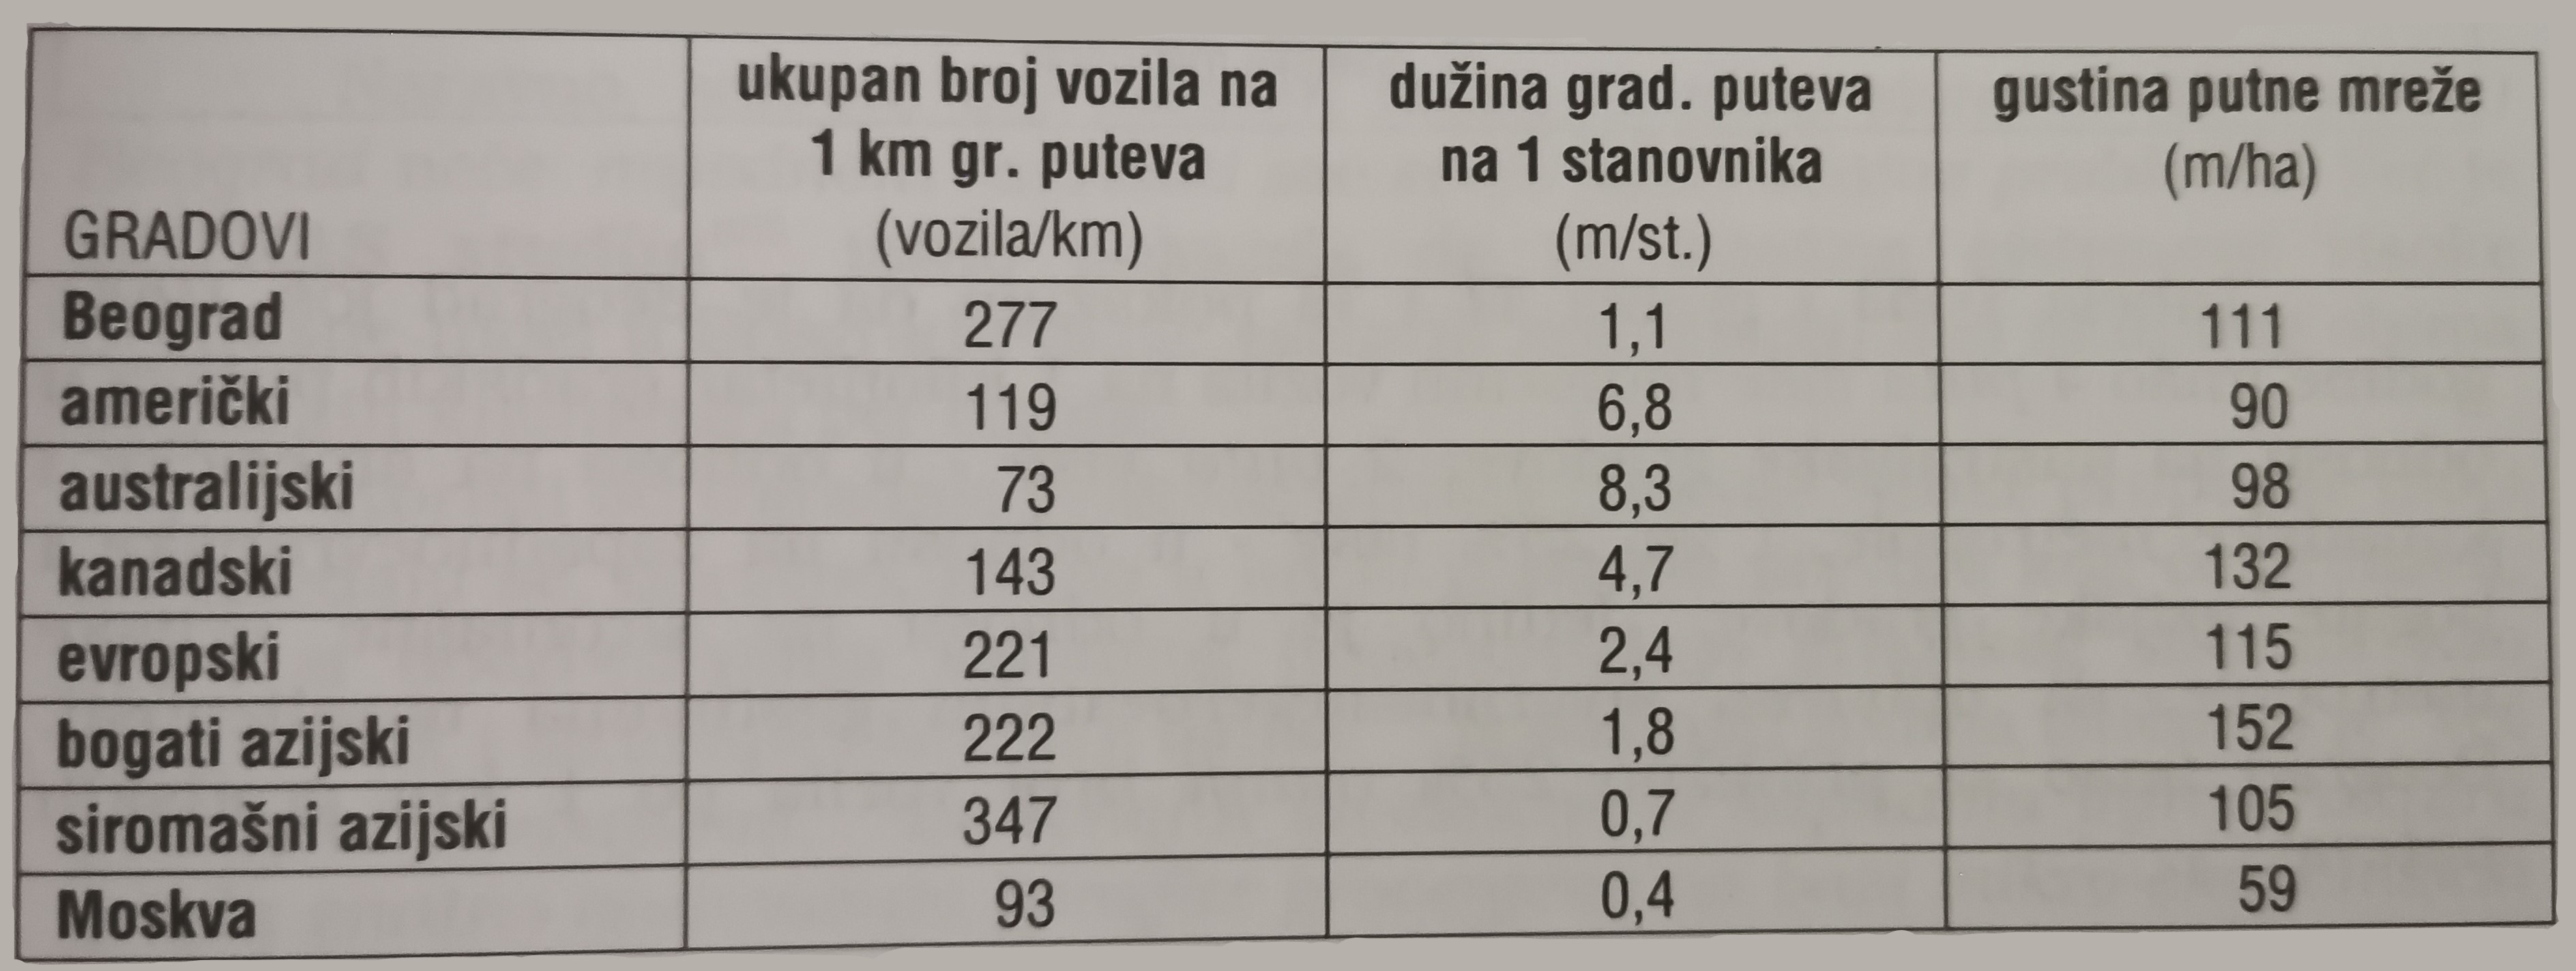 GRADOVI ukupan broj vozila na 1 km gr. puteva (vozila/km) dužina grad. puteva na 1 stanovnika (m/st.) gustina putne mreže (m/ha)
Beograd 277 1,1 111
američki 119 6,8 90
australijski 73 8,3 98
kanadski 143 4,7 132
evropski 221 2,4 115
bogati azijski 222 1,8 152
siromašni azijski 347 0,7 105
Moskva 93 0,4 59